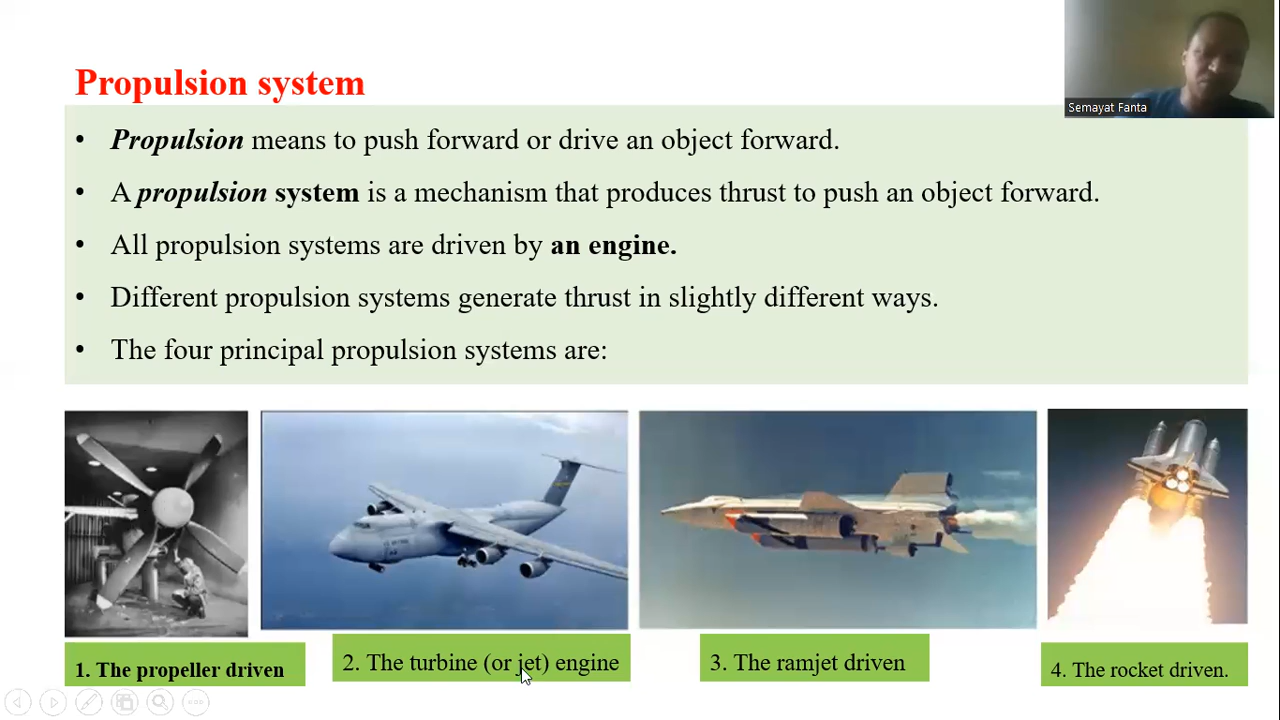 Semayat Fanta
Propulsion system
• Propulsion means to push forward or drive an object forward.
• A propulsion system is a mechanism that produces thrust to push an object forward.
• All propulsion systems are driven by an engine.
• Different propulsion systems generate thrust in slightly different ways.
• The four principal propulsion systems are:
1. The propeller driven
2. The turbine (or jet) engine
3. The ramjet driven
4. The rocket driven.